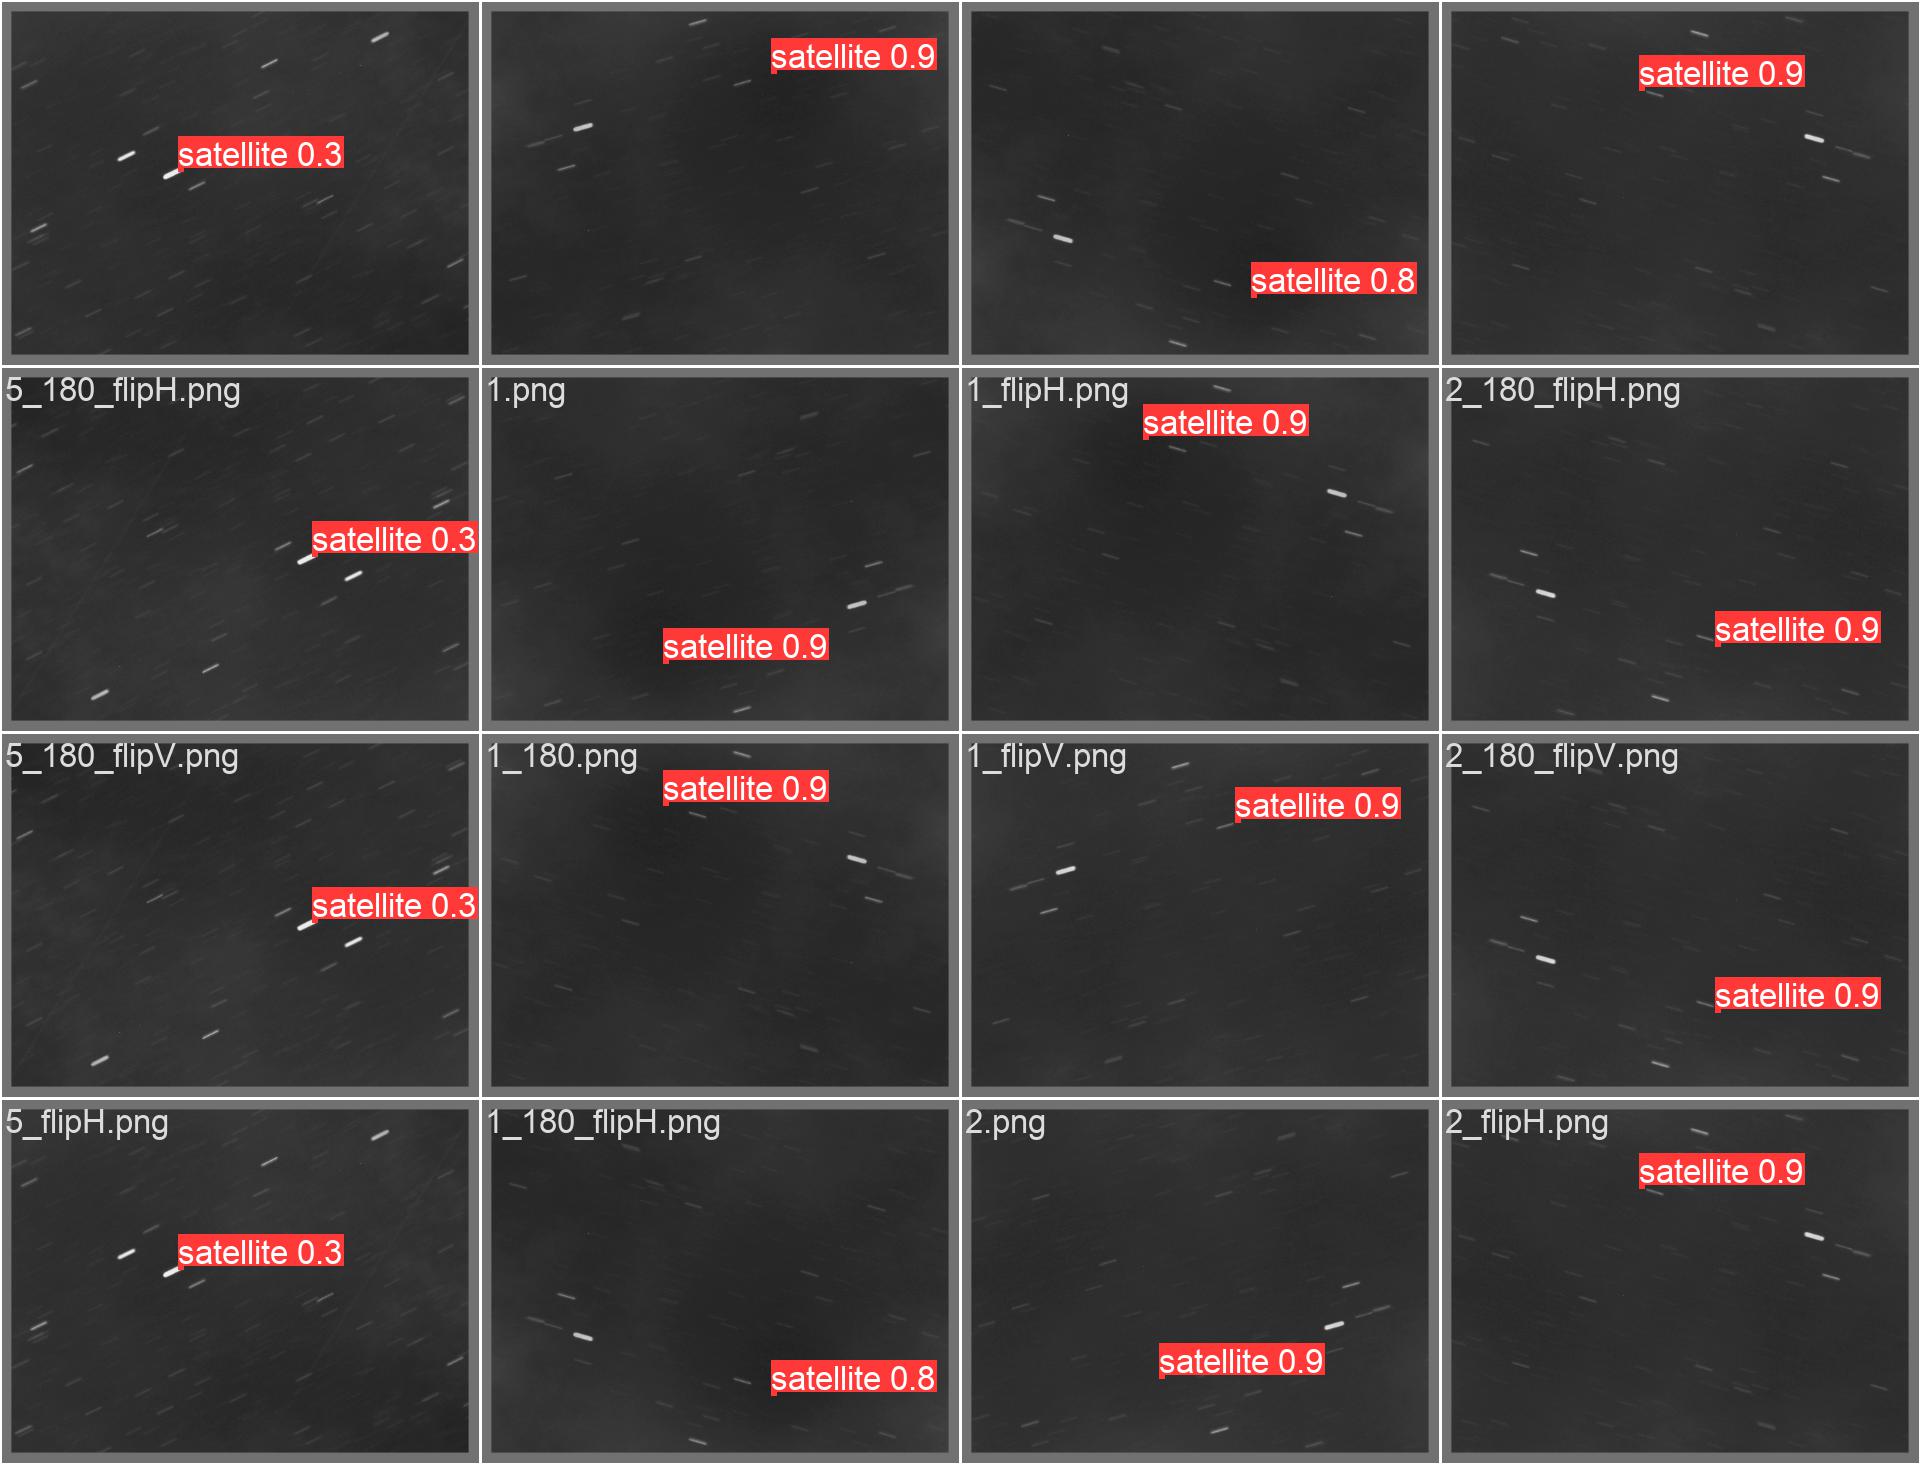 satellite 0.3
satellite 0.9
satellite 0.8
satellite 0.9
5_180_flipH.png
1.png
1_flipH.png
2_180_flipH.png
satellite 0.3
satellite 0.9
satellite 0.9
satellite 0.9
5_180_flipV.png
1_180.png
1_flipV.png
2_180_flipV.png
satellite 0.3
satellite 0.9
satellite 0.9
satellite 0.9
5_flipH.png
1_180_flipH.png
2.png
2_flipH.png
satellite 0.3
satellite 0.8
satellite 0.9
satellite 0.9